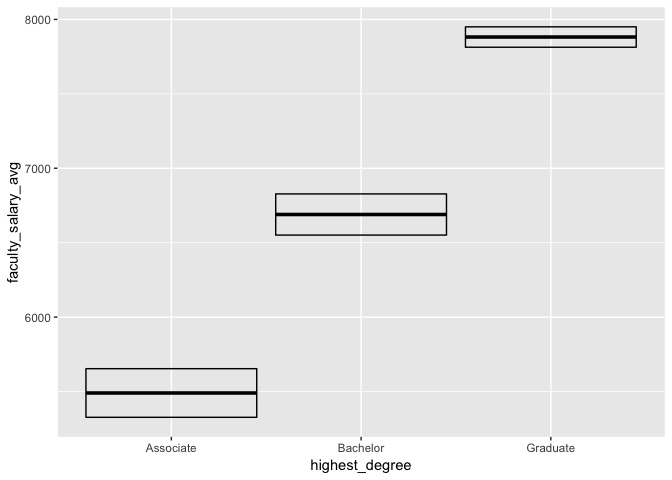 8000
7000
6000
faculty_salary_avg
Associate
Bachelor
Graduate
highest_degree